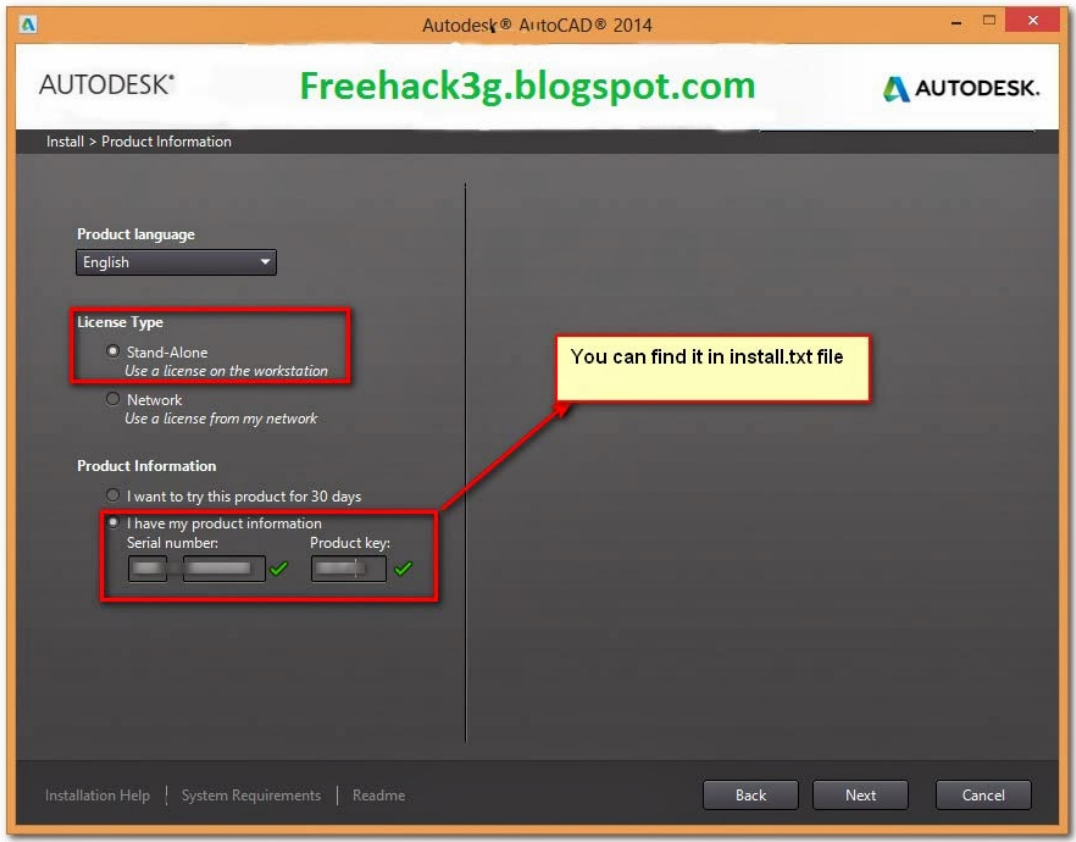 Autodesk® AutoCAD® 2014
AUTODESK®
Freehack3g.blogspot.com
AUTODESK.
Install > Product Information
Product language
English
License Type
Stand-Alone
Use a license on the workstation
Network
Use a license from my network
You can find it in install.txt file
Product Information
I want to try this product for 30 days
I have my product information
Serial number: Product key:
Installation Help | System Requirements | Readme
Back Next Cancel